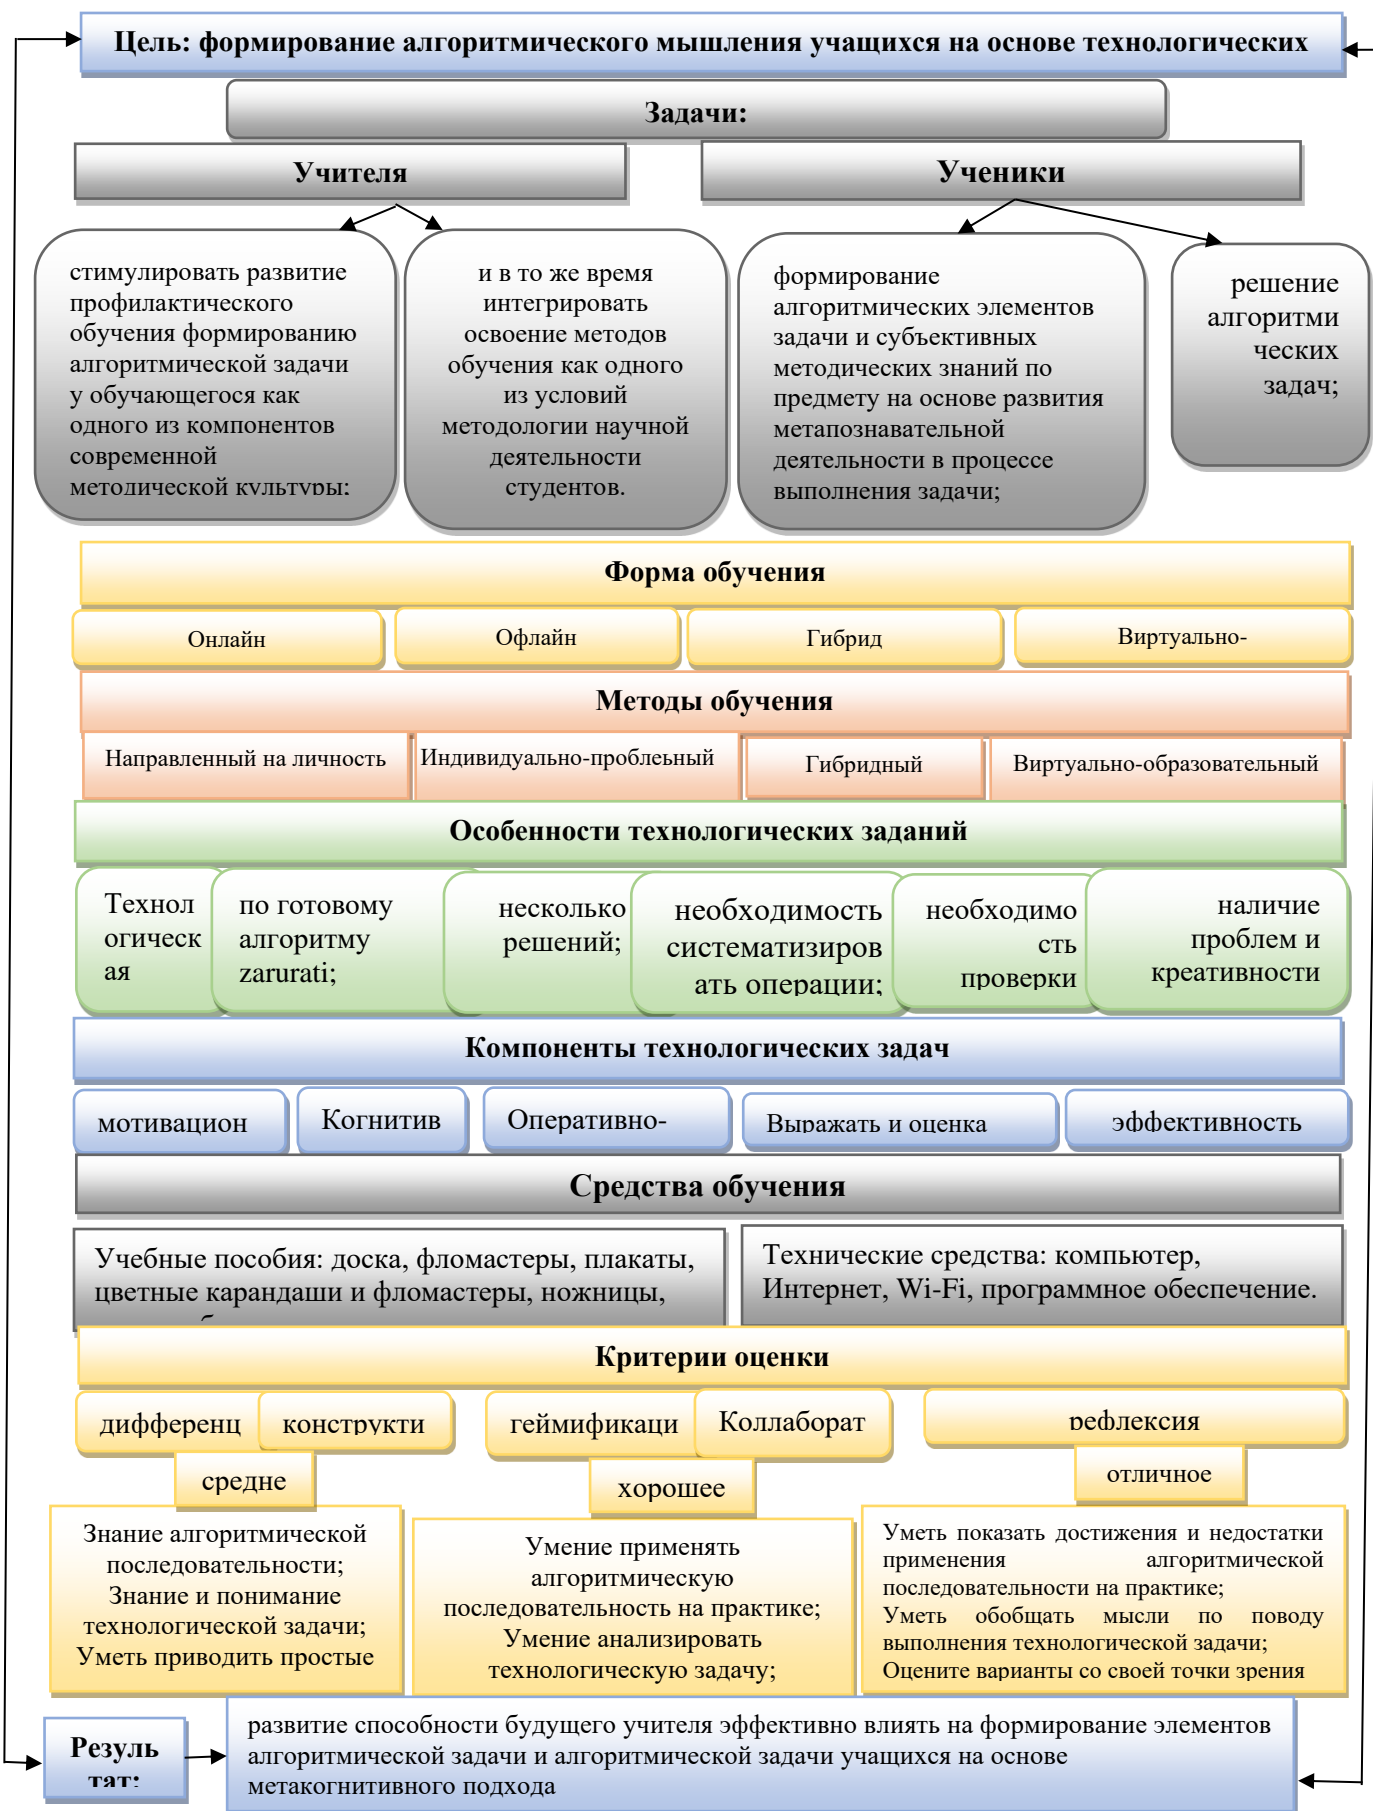 Цель: формирование алгоритмического мышления учащихся на основе технологических
Задачи:
Учителя
Ученики
стимулировать развитие
профилактического
обучения формированию
алгоритмической задачи
у обучающегося как
одного из компонентов
современной
методической культуры;
и в то же время
интегрировать
освоение методов
обучения как одного
из условий
методологии научной
деятельности
студентов.
формирование
алгоритмических элементов
задачи и субъективных
методических знаний по
предмету на основе развития
метапознавательной
деятельности в процессе
выполнения задачи;
решение
алгоритми
ческих
задач;
Форма обучения
Онлайн
Офлайн
Гибрид
Виртуально-
Методы обучения
Направленный на личность
Индивидуально-проблеьный
Гибридный
Виртуально-образовательный
Особенности технологических заданий
Технол
огическ
ая
по готовому
алгоритму
zarurati;
несколько
решений;
необходимость
систематизиров
ать операции;
необходимо
сть
проверки
наличие
проблем и
креативности
Компоненты технологических задач
мотивацион
Когнитив
Оперативно-
Выражать и оценка
эффективность
Средства обучения
Учебные пособия: доска, фломастеры, плакаты,
цветные карандаши и фломастеры, ножницы,
Технические средства: компьютер,
Интернет, Wi-Fi, программное обеспечение.
Критерии оценки
дифференц
конструкти
геймификаци
Коллаборат
рефлексия
средне
хорошее
отличное
Знание алгоритмической
последовательности;
Знание и понимание
технологической задачи;
Уметь приводить простые
Умение применять
алгоритмическую
последовательность на практике;
Умение анализировать
технологическую задачу;
Уметь показать достижения и недостатки
применения алгоритмической
последовательности на практике;
Уметь обобщать мысли по поводу
выполнения технологической задачи;
Оцените варианты со своей точки зрения
Резуль
тат:
развитие способности будущего учителя эффективно влиять на формирование элементов
алгоритмической задачи и алгоритмической задачи учащихся на основе
метакогнитивного подхода